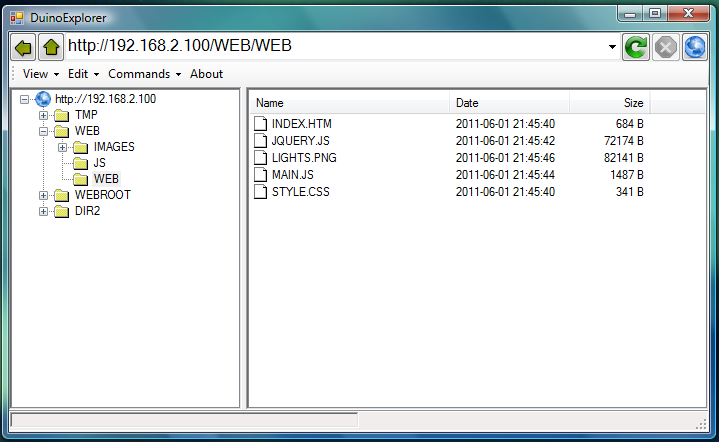 DuinoExplorer
http://192.168.2.100/WEB/WEB
View Edit Commands About
http://192.168.2.100
TMP
WEB
IMAGES
JS
WEB
WEBROOT
DIR2
Name Date Size
INDEX.HTM 2011-06-01 21:45:40 684 B
JQUERY.JS 2011-06-01 21:45:42 72174 B
LIGHTS.PNG 2011-06-01 21:45:46 82141 B
MAIN.JS 2011-06-01 21:45:44 1487 B
STYLE.CSS 2011-06-01 21:45:40 341 B